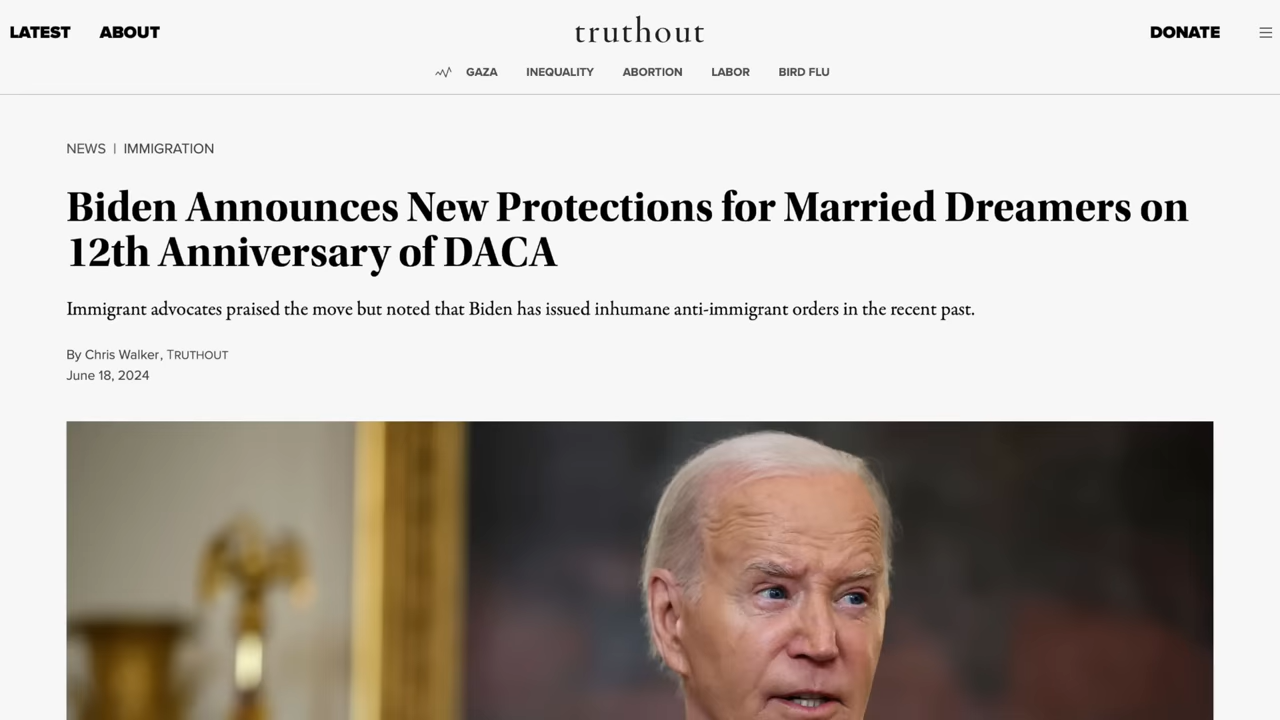 LATEST ABOUT truthout DONATE
GAZA INEQUALITY ABORTION LABOR BIRD FLU
NEWS | IMMIGRATION
Biden Announces New Protections for Married Dreamers on
12th Anniversary of DACA
Immigrant advocates praised the move but noted that Biden has issued inhumane anti-immigrant orders in the recent past.
By Chris Walker, TRUTHOUT
June 18, 2024